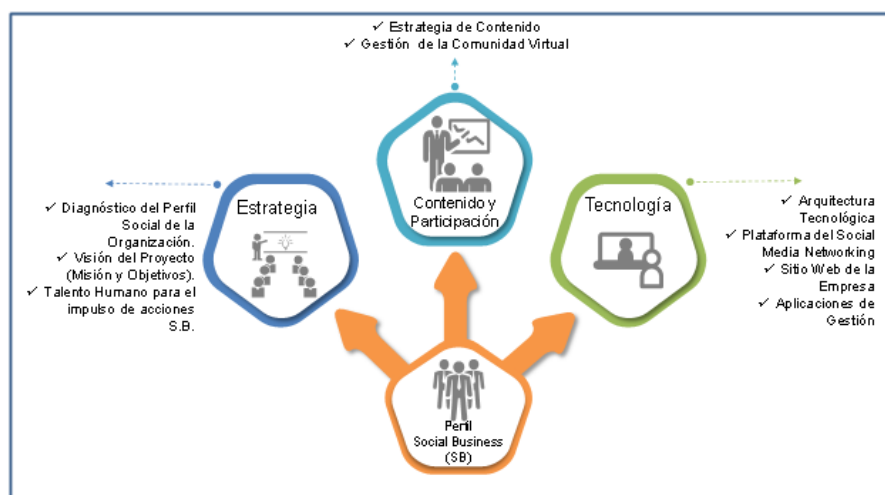 ✓ Estrategia de Contenido
✓ Gestión de la Comunidad Virtual
Estrategia
✓ Diagnóstico del Perfil
Social de la
Organización.
✓ Visión del Proyecto
(Misión y Objetivos).
✓ Talento Humano para el
impulso de acciones
S.B.
Contenido y
Participación
Tecnología
✓ Arquitectura
Tecnológica
✓ Plataforma del Social
Media Networking
✓ Sitio Web de la
Empresa
✓ Aplicaciones de
Gestión
Perfil
Social Business
(SB)